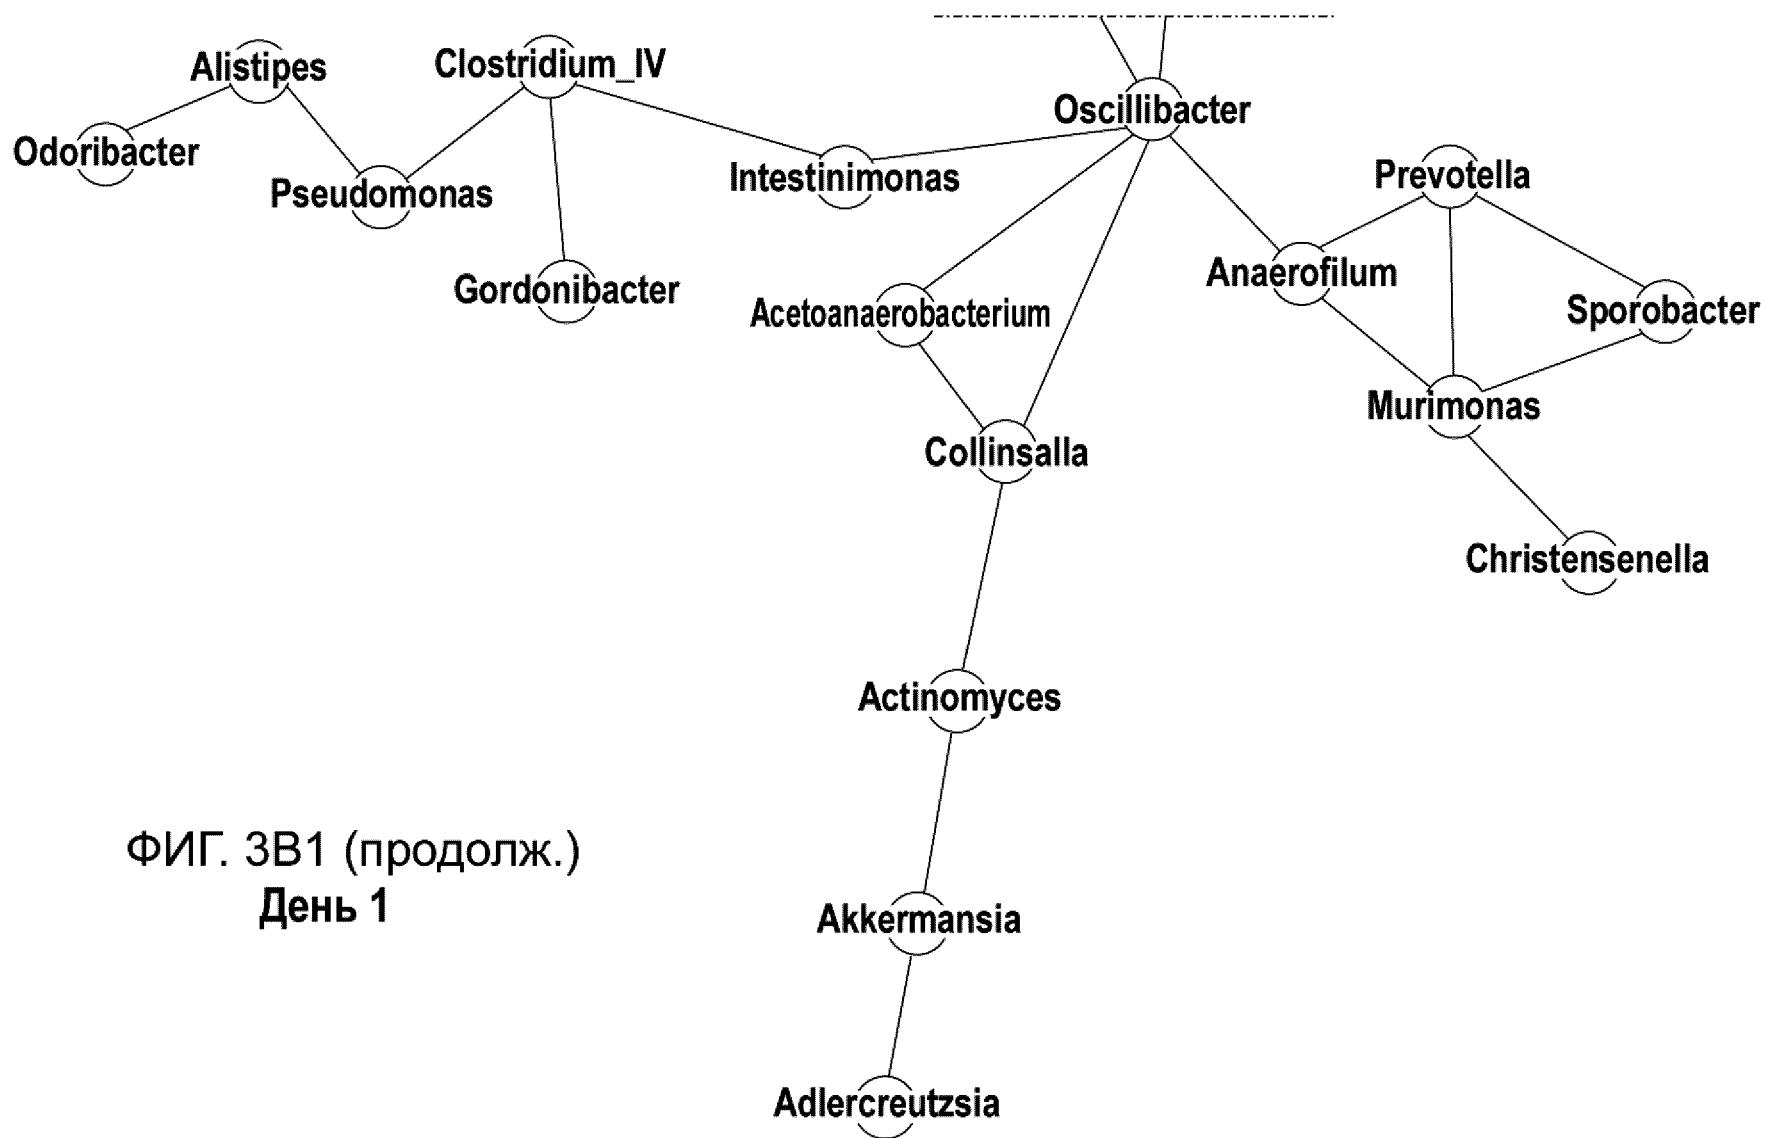 Alistipes
Clostridium_IV
Oscillibacter
Odoribacter
Pseudomonas
Intestinimonas
Prevotella
Gordonibacter
Acetoanaerobacterium
Anaerofilum
Sporobacter
Murimonas
Collinsalla
Christensenella
Actinomyces
ФИГ. 3B1 (продолж.)
День 1
Akkermansia
Adlercreutzsia